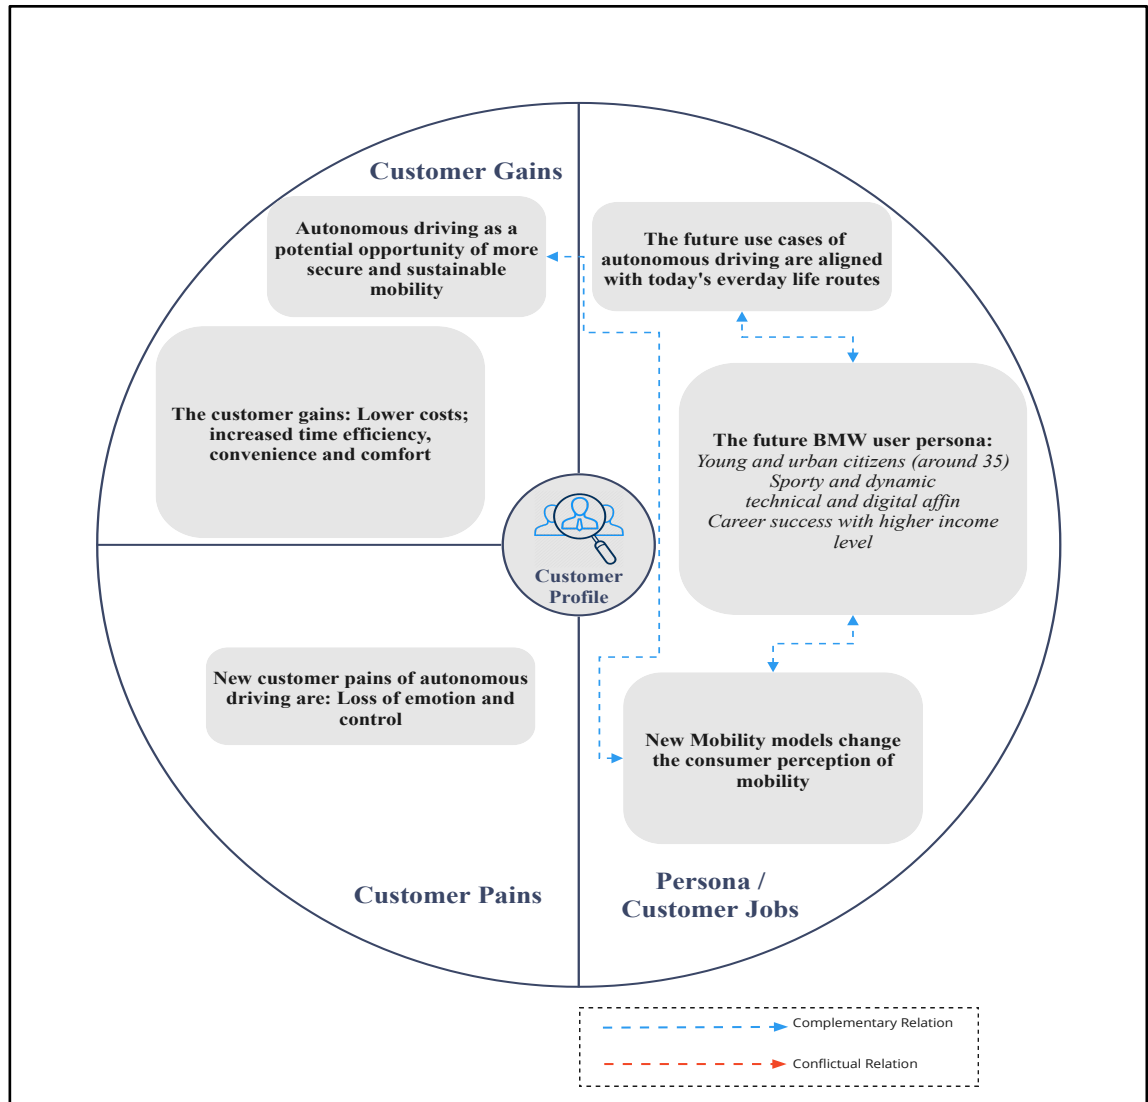 Customer Gains
Autonomous driving as a
potential opportunity of more
secure and sustainable
mobility
The customer gains: Lower costs;
increased time efficiency,
convenience and comfort
The future use cases of
autonomous driving are aligned
with today's everday life routes
The future BMW user persona:
Young and urban citizens (around 35)
Sporty and dynamic
technical and digital affin
Career success with higher income
level
Customer
Profile
New customer pains of autonomous
driving are: Loss of emotion and
control
New Mobility models change
the consumer perception of
mobility
Customer Pains
Persona /
Customer Jobs
Complementary Relation
Conflictual Relation